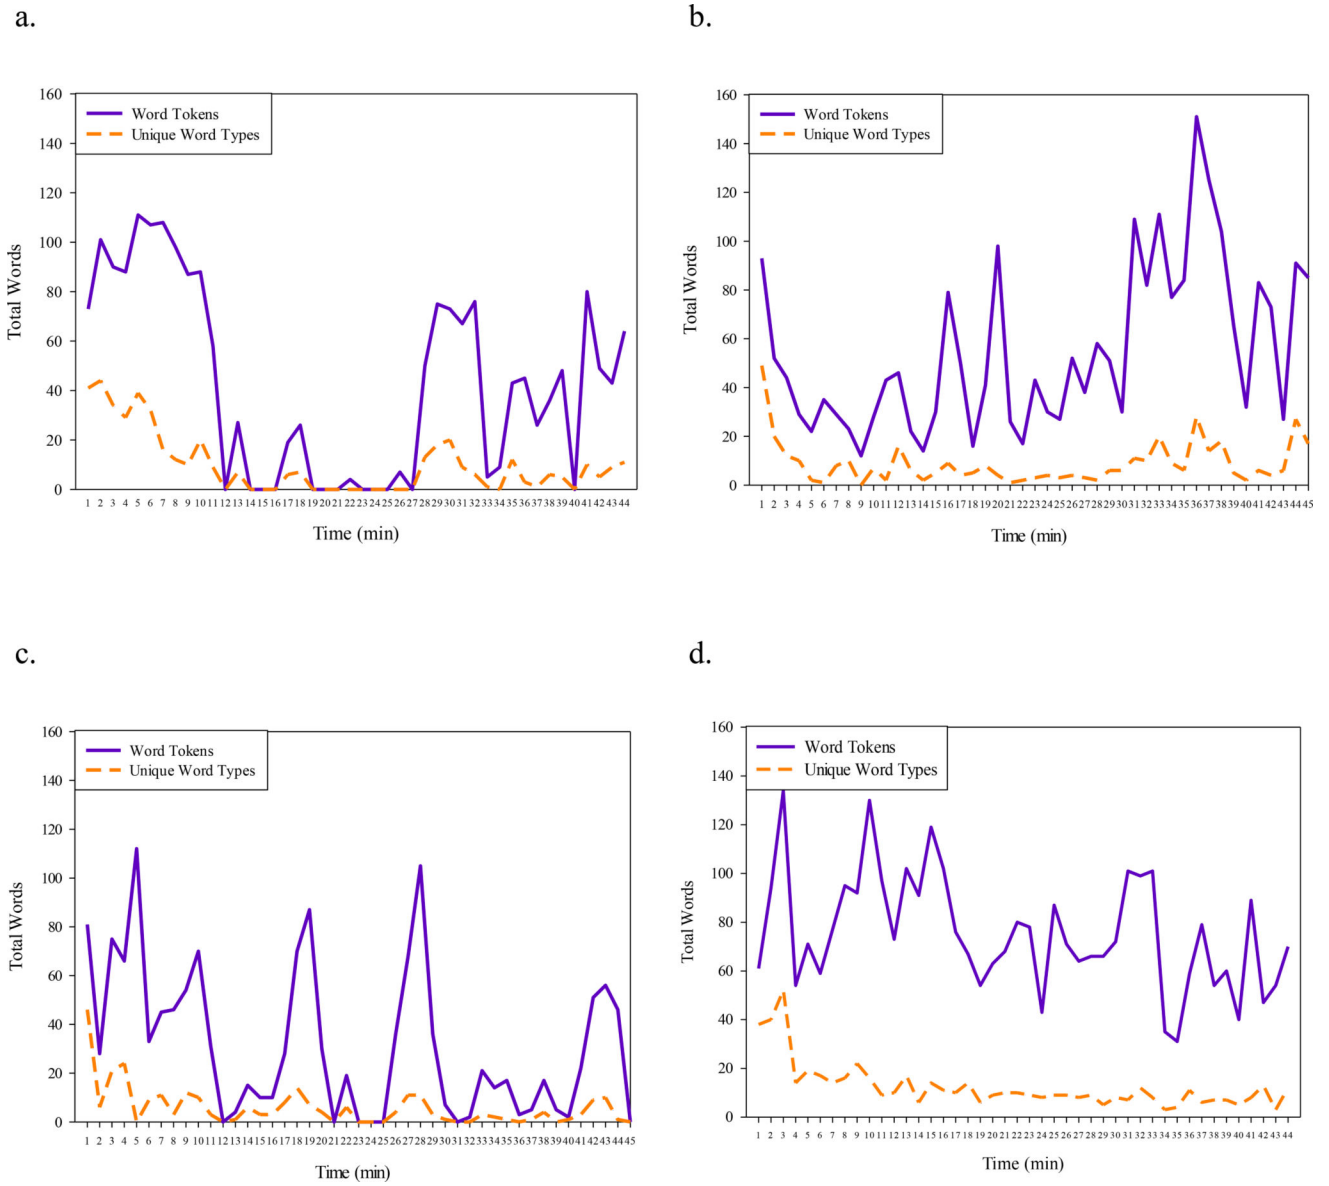 a.
160
140
120
100
80
60
40
20
0
Total Words
Word Tokens
Unique Word Types
1 2 3 4 5 6 7 8 9 10 11 12 13 14 15 16 17 18 19 20 21 22 23 24 25 26 27 28 29 30 31 32 33 34 35 36 37 38 39 40 41 42 43 44
Time (min)
b.
160
140
120
100
80
60
40
20
0
Total Words
Word Tokens
Unique Word Types
1 2 3 4 5 6 7 8 9 10 11 12 13 14 15 16 17 18 19 20 21 22 23 24 25 26 27 28 29 30 31 32 33 34 35 36 37 38 39 40 41 42 43 44 45
Time (min)
c.
160
140
120
100
80
60
40
20
0
Total Words
Word Tokens
Unique Word Types
1 2 3 4 5 6 7 8 9 10 11 12 13 14 15 16 17 18 19 20 21 22 23 24 25 26 27 28 29 30 31 32 33 34 35 36 37 38 39 40 41 42 43 44 45
Time (min)
d.
160
140
120
100
80
60
40
20
0
Total Words
Word Tokens
Unique Word Types
1 2 3 4 5 6 7 8 9 10 11 12 13 14 15 16 17 18 19 20 21 22 23 24 25 26 27 28 29 30 31 32 33 34 35 36 37 38 39 40 41 42 43 44
Time (min)